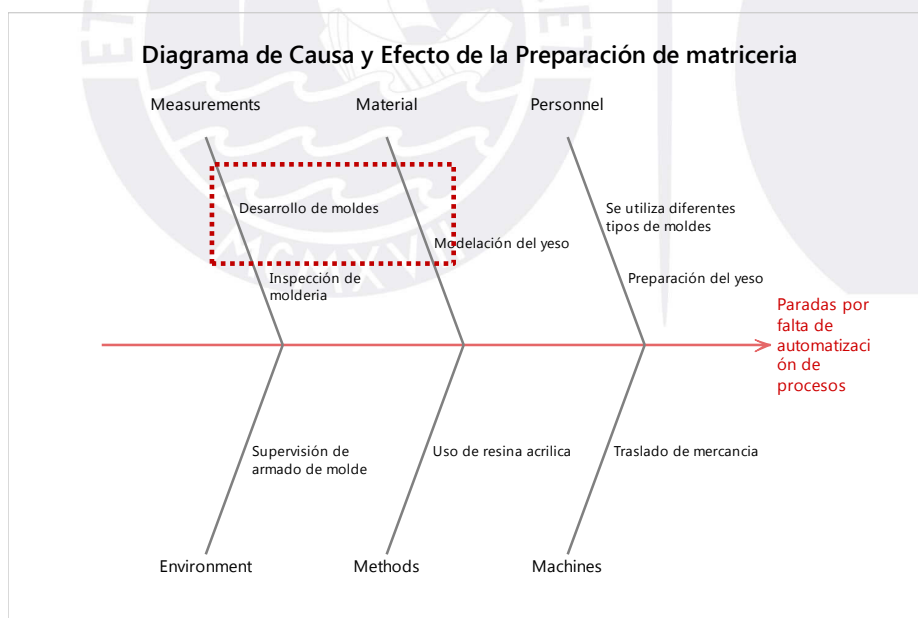 Diagrama de Causa y Efecto de la Preparación de matriceria
Measurements
Material
Personnel
Desarrollo de moldes
Se utiliza diferentes
tipos de moldes
Modelación del yeso
Inspección de
molderia
Preparación del yeso
Paradas por
falta de
automatizaci
ón de
procesos
Supervisión de
armado de molde
Uso de resina acrilica
Traslado de mercancia
Environment
Methods
Machines
MCMXVII
ET